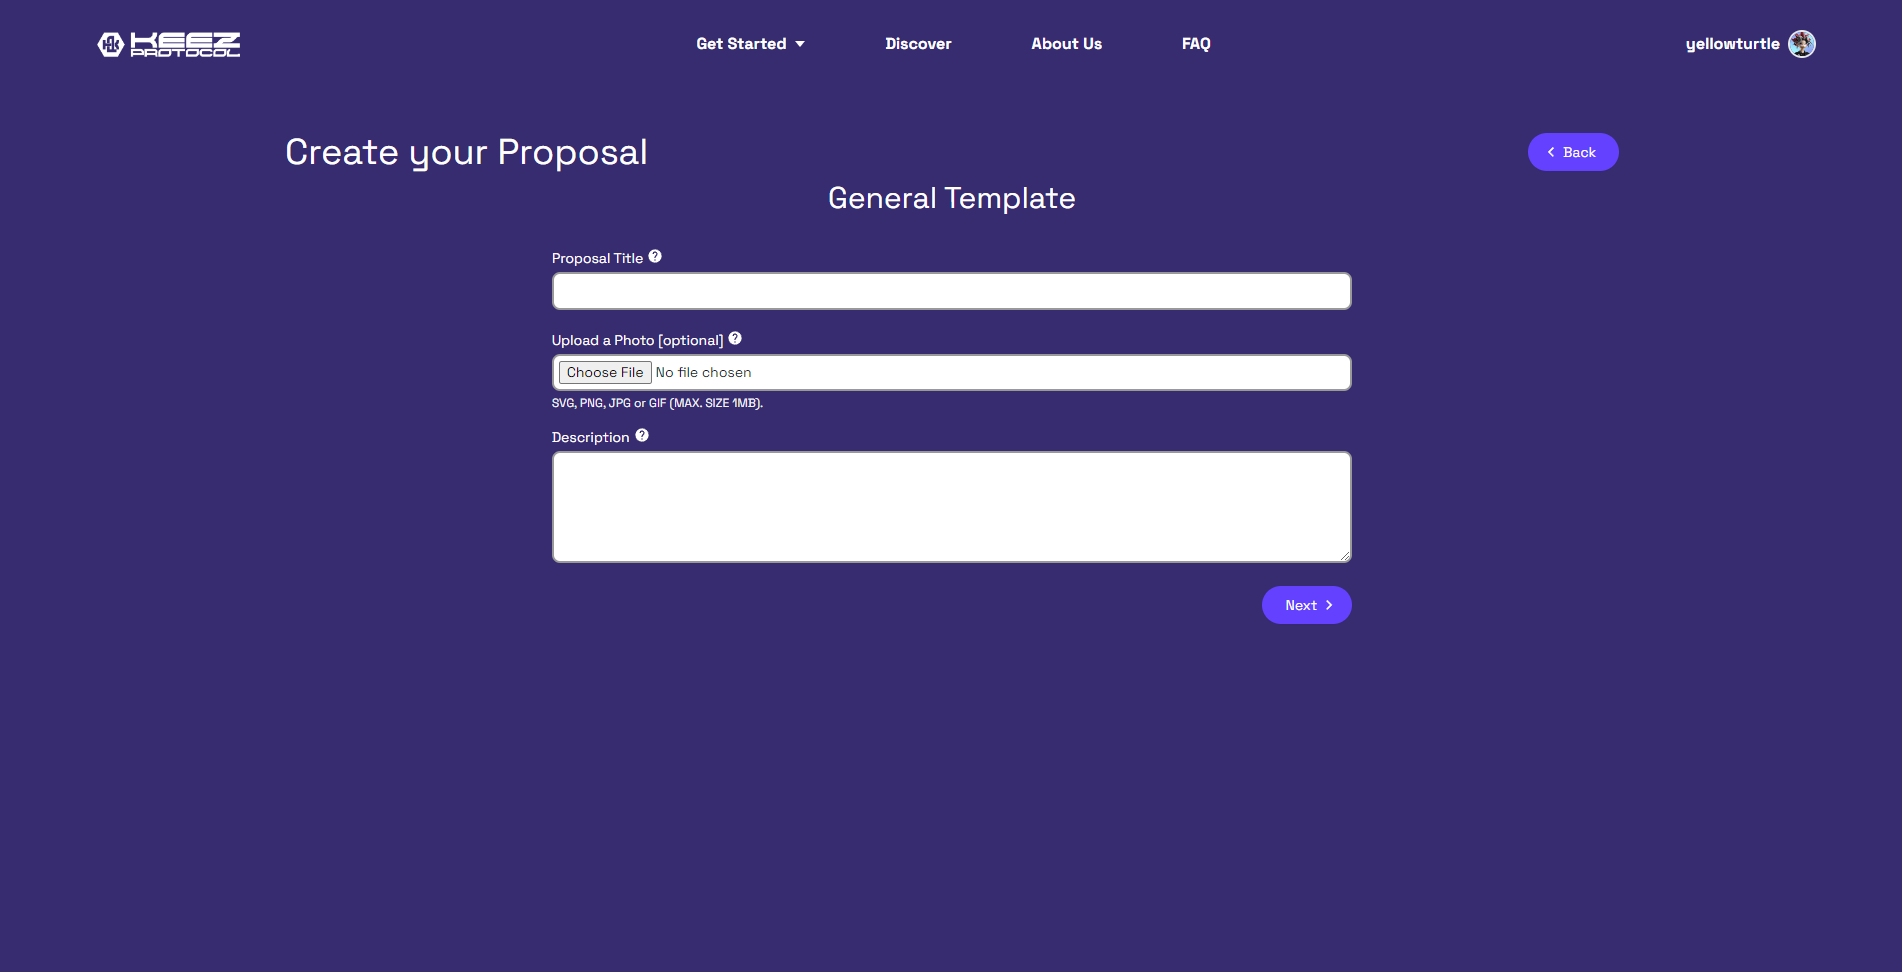 KEEZ
PROTOCOL
Get Started
Discover
About Us
FAQ
yellowturtle
Create your Proposal
Back
General Template
Proposal Title ?
Upload a Photo [optional] ?
Choose File No file chosen
SVG, PNG, JPG or GIF (MAX. SIZE 1MB).
Description ?
Next